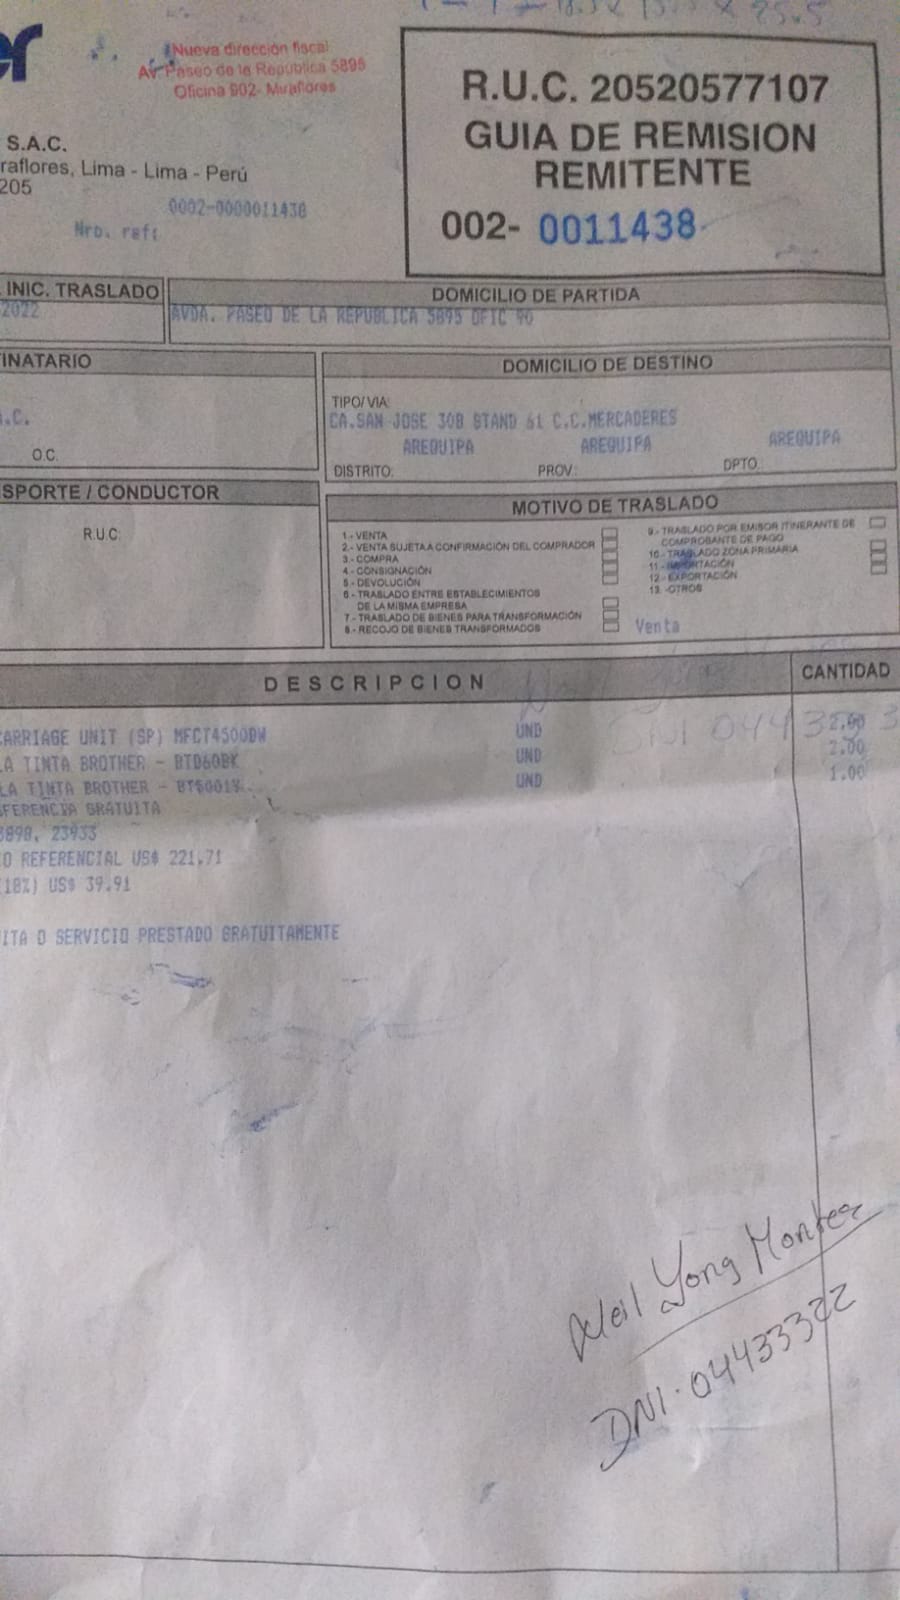 er
Nueva dirección fiscal
Av. Paseo de la República 5895
Oficina 902- Miraflores
S.A.C.
raflores, Lima - Lima - Perú
205
0002-0000011438
Nro. ref:
R.U.C. 20520577107
GUIA DE REMISION
REMITENTE
002- 0011438
INIC. TRASLADO
2022
DOMICILIO DE PARTIDA
AVDA. PASEO DE LA REPUBLICA 5895 OFIC 90
INATARIO
.C.
O.C.
DOMICILIO DE DESTINO
TIPO/VIA:
CA.SAN JOSE 308 STAND 61 C.C.MERCADERES
AREQUIPA AREQUIPA AREQUIPA
DISTRITO: PROV.: DPTO.
SPORTE / CONDUCTOR
R.U.C:
MOTIVO DE TRASLADO
1.- VENTA
2.- VENTA SUJETA A CONFIRMACIÓN DEL COMPRADOR
3.- COMPRA
4.- CONSIGNACIÓN
5.- DEVOLUCIÓN
6.- TRASLADO ENTRE ESTABLECIMIENTOS
DE LA MISMA EMPRESA
7.- TRASLADO DE BIENES PARA TRANSFORMACIÓN
8.- RECOJO DE BIENES TRANSFORMADOS
9.- TRASLADO POR EMISOR ITINERANTE DE
COMPROBANTE DE PAGO
10.- TRASLADO ZONA PRIMARIA
11.- IMPORTACIÓN
12.- EXPORTACIÓN
13.-OTROS
Venta
DESCRIPCION CANTIDAD
ARRIAGE UNIT (SP) MFCT4500DW UND 2.00
LA TINTA BROTHER - BTD60BK UND 2.00
LA TINTA BROTHER - BT5001Y UND 1.00
SFERENCIA GRATUITA
3898, 23933
O REFERENCIAL US$ 221.71
(18%) US$ 39.91
ITA O SERVICIO PRESTADO GRATUITAMENTE
Neil Yong Montes
DNI. 04433322